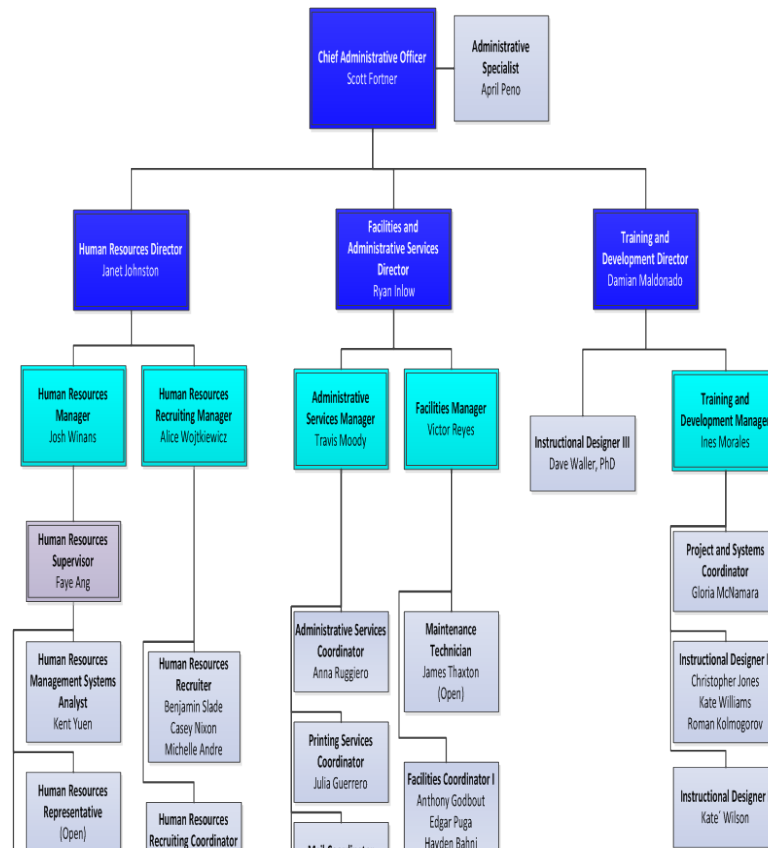 Chief Administrative Officer
Scott Fortner
Administrative
Specialist
April Peno
Human Resources Director
Janet Johnston
Facilities and
Administrative Services
Director
Ryan Inlow
Training and
Development Director
Damian Maldonado
Human Resources
Manager
Josh Winans
Human Resources
Recruiting Manager
Alice Wojtkiewicz
Administrative
Services Manager
Travis Moody
Facilities Manager
Victor Reyes
Instructional Designer III
Dave Waller, PhD
Training and
Development Manager
Ines Morales
Human Resources
Supervisor
Faye Ang
Project and Systems
Coordinator
Gloria McNamara
Human Resources
Management Systems
Analyst
Kent Yuen
Human Resources
Recruiter
Benjamin Slade
Casey Nixon
Michelle Andre
Administrative Services
Coordinator
Anna Ruggiero
Maintenance
Technician
James Thaxton
(Open)
Instructional Designer
Christopher Jones
Kate Williams
Roman Kolmogorov
Printing Services
Coordinator
Julia Guerrero
Human Resources
Representative
(Open)
Human Resources
Recruiting Coordinator
Facilities Coordinator I
Anthony Godbout
Edgar Puga
Hayden Bahni
Instructional Designer
Kate´ Wilson
Mail Coordinator